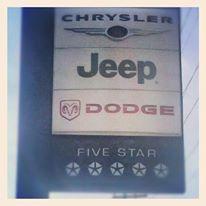 CHRYSLER
Jeep
DODGE
FIVE STAR